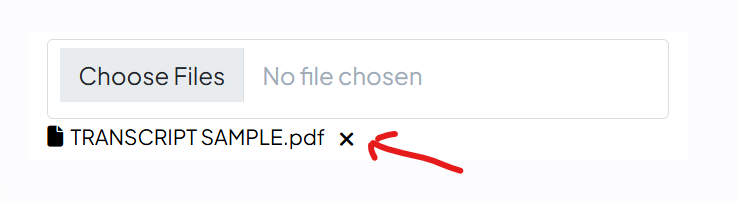 Choose Files No file chosen
TRANSCRIPT SAMPLE.pdf ×